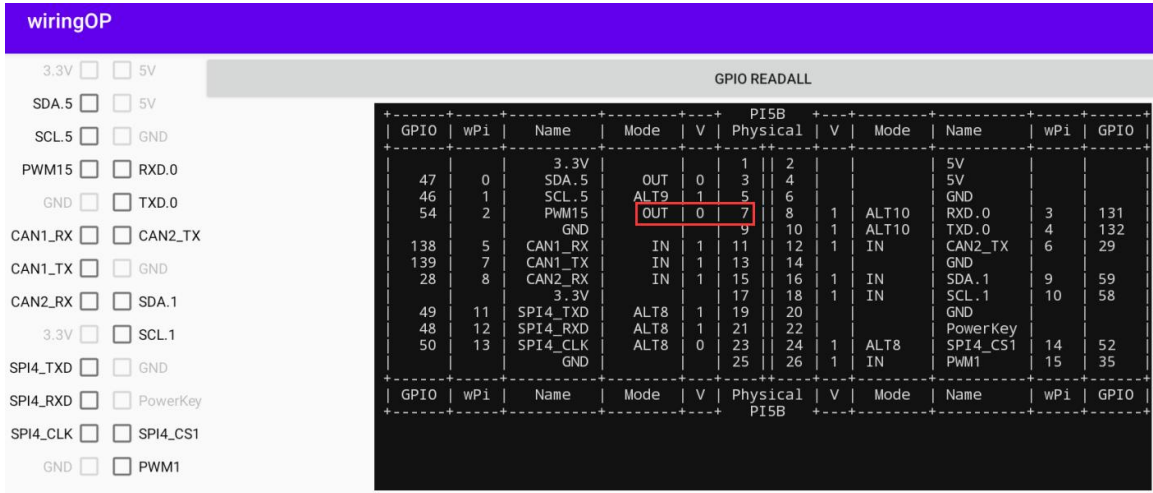 wiringOP
3.3V 5V
SDA.5 5V
SCL.5 GND
PWM15 RXD.0
GND TXD.0
CAN1_RX CAN2_TX
CAN1_TX GND
CAN2_RX SDA.1
3.3V SCL.1
SPI4_TXD GND
SPI4_RXD PowerKey
SPI4_CLK SPI4_CS1
GND PWM1
GPIO READALL
+------+-----+----------+--------+---+ PI5B +---+--------+----------+-----+------+
| GPIO | wPi | Name | Mode | V | Physical | V | Mode | Name | wPi | GPIO |
+------+-----+----------+--------+---+----++----+---+--------+----------+-----+------+
| | | 3.3V | | | 1 || 2 | | | 5V | | |
| 47 | 0 | SDA.5 | OUT | 0 | 3 || 4 | | | 5V | | |
| 46 | 1 | SCL.5 | ALT9 | 1 | 5 || 6 | | | GND | | |
| 54 | 2 | PWM15 | OUT | 0 | 7 || 8 | 1 | ALT10 | RXD.0 | 3 | 131 |
| | | GND | | | 9 || 10 | 1 | ALT10 | TXD.0 | 4 | 132 |
| 138 | 5 | CAN1_RX | IN | 1 | 11 || 12 | 1 | IN | CAN2_TX | 6 | 29 |
| 139 | 7 | CAN1_TX | IN | 1 | 13 || 14 | | | GND | | |
| 28 | 8 | CAN2_RX | IN | 1 | 15 || 16 | 1 | IN | SDA.1 | 9 | 59 |
| | | 3.3V | | | 17 || 18 | 1 | IN | SCL.1 | 10 | 58 |
| 49 | 11 | SPI4_TXD | ALT8 | 1 | 19 || 20 | | | GND | | |
| 48 | 12 | SPI4_RXD | ALT8 | 1 | 21 || 22 | | | PowerKey | | |
| 50 | 13 | SPI4_CLK | ALT8 | 0 | 23 || 24 | 1 | ALT8 | SPI4_CS1 | 14 | 52 |
| | | GND | | | 25 || 26 | 1 | IN | PWM1 | 15 | 35 |
+------+-----+----------+--------+---+----++----+---+--------+----------+-----+------+
| GPIO | wPi | Name | Mode | V | Physical | V | Mode | Name | wPi | GPIO |
+------+-----+----------+--------+---+ PI5B +---+--------+----------+-----+------+